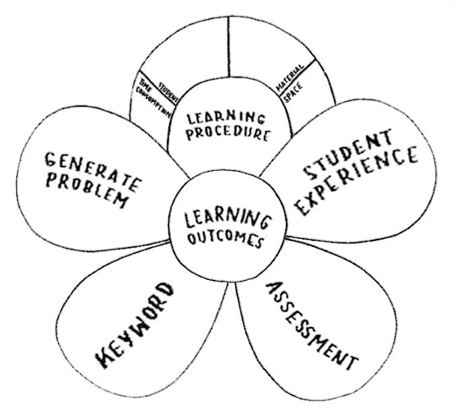 STUDENT
TIME
CONSUMPTION
MATERIAL
SPACE
LEARNING
PROCEDURE
GENERATE
PROBLEM
STUDENT
EXPERIENCE
LEARNING
OUTCOMES
KEYWORD
ASSESSMENT